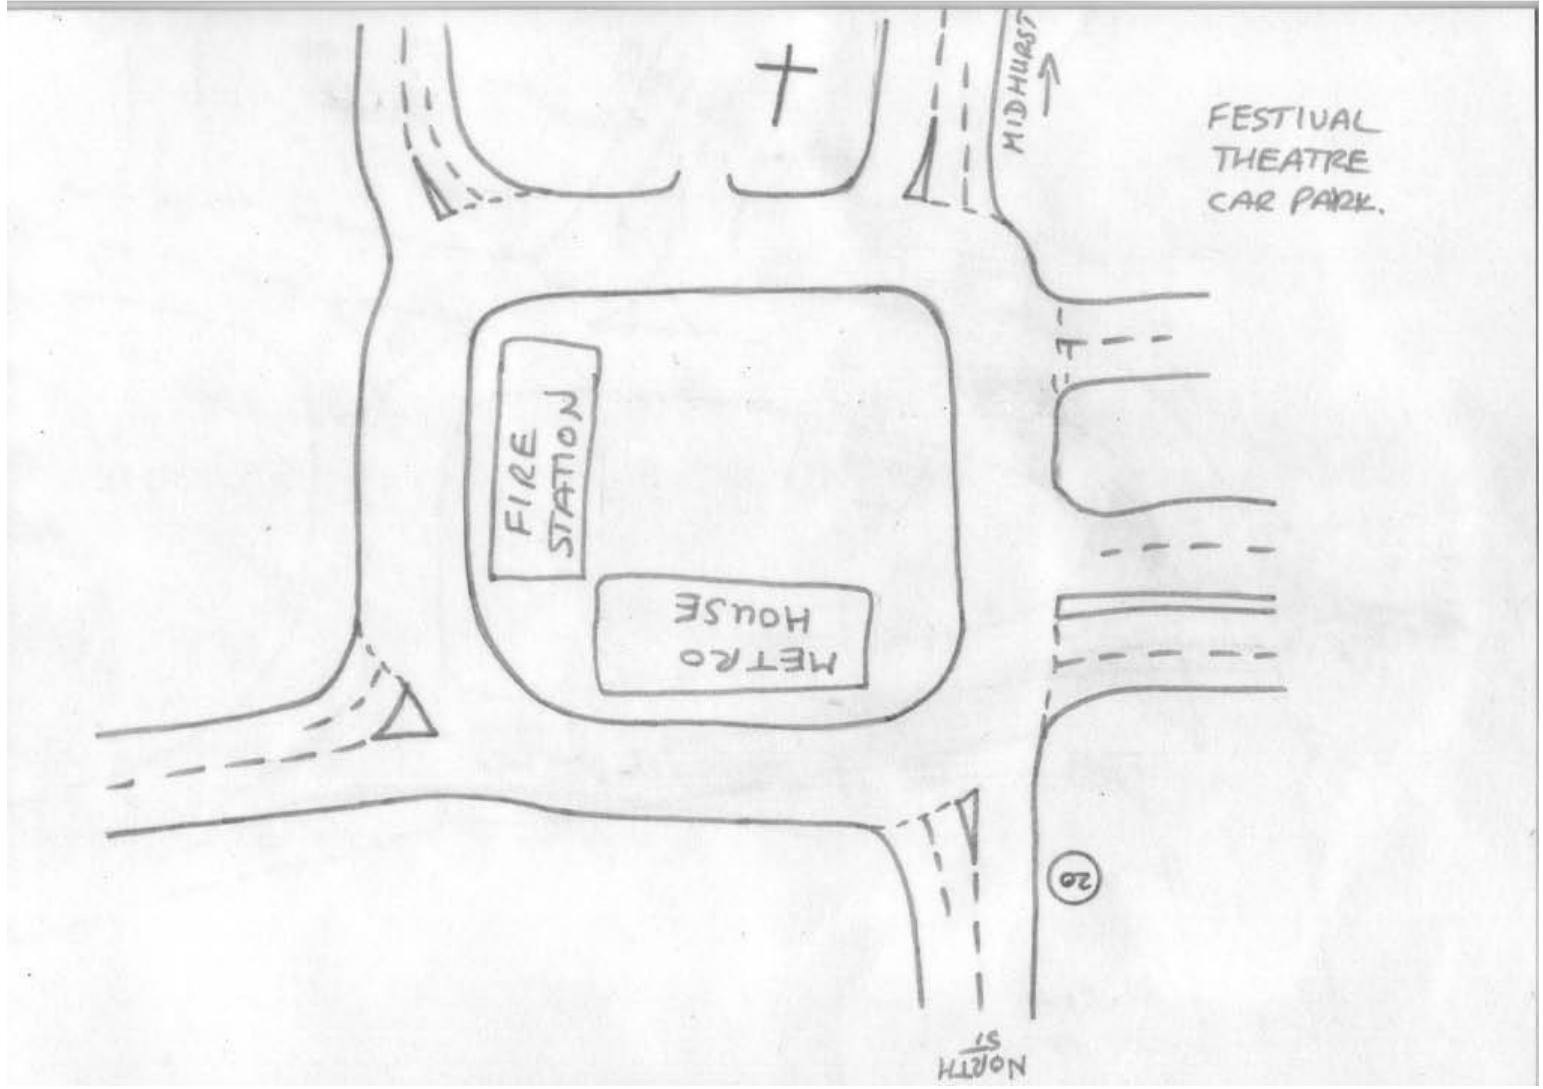 MIDHURST
FESTIVAL
THEATRE
CAR PARK.
FIRE
STATION
METRO
HOUSE
20
NORTH
ST